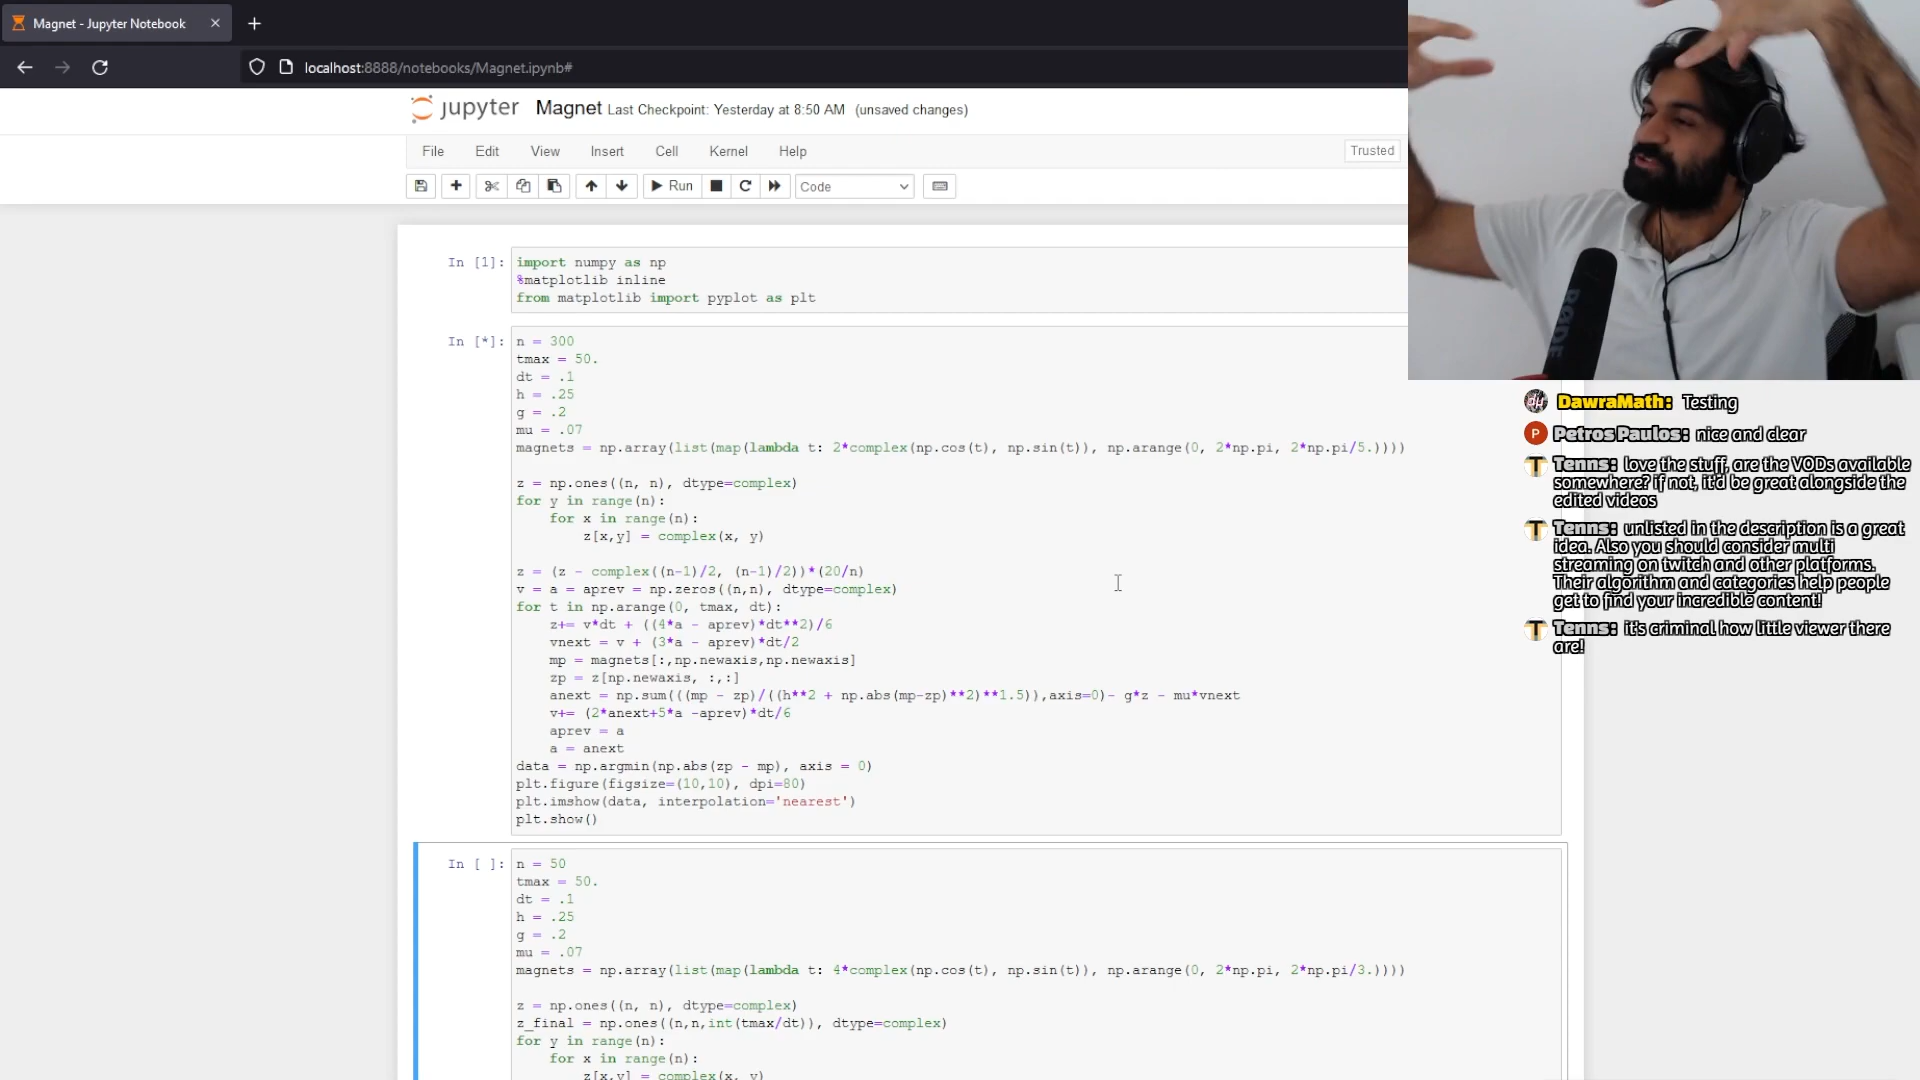 Magnet - Jupyter Notebook
localhost:8888/notebooks/Magnet.ipynb#
jupyter Magnet Last Checkpoint: Yesterday at 8:50 AM (unsaved changes)
File Edit View Insert Cell Kernel Help
Trusted
Run Code
In [1]: import numpy as np
%matplotlib inline
from matplotlib import pyplot as plt
In [*]: n = 300
tmax = 50.
dt = .1
h = .25
g = .2
mu = .07
magnets = np.array(list(map(lambda t: 2*complex(np.cos(t), np.sin(t)), np.arange(0, 2*np.pi, 2*np.pi/5.))))
z = np.ones((n, n), dtype=complex)
for y in range(n):
    for x in range(n):
        z[x,y] = complex(x, y)
z = (z - complex((n-1)/2, (n-1)/2))*(20/n)
v = a = aprev = np.zeros((n,n), dtype=complex)
for t in np.arange(0, tmax, dt):
    z+= v*dt + ((4*a - aprev)*dt**2)/6
    vnext = v + (3*a - aprev)*dt/2
    mp = magnets[:,np.newaxis,np.newaxis]
    zp = z[np.newaxis, :,:]
    anext = np.sum(((mp - zp)/((h**2 + np.abs(mp-zp)**2)**1.5)),axis=0)- g*z - mu*vnext
    v+= (2*anext+5*a -aprev)*dt/6
    aprev = a
    a = anext
data = np.argmin(np.abs(zp - mp), axis = 0)
plt.figure(figsize=(10,10), dpi=80)
plt.imshow(data, interpolation='nearest')
plt.show()
In [ ]: n = 50
tmax = 50.
dt = .1
h = .25
g = .2
mu = .07
magnets = np.array(list(map(lambda t: 4*complex(np.cos(t), np.sin(t)), np.arange(0, 2*np.pi, 2*np.pi/3.))))
z = np.ones((n, n), dtype=complex)
z_final = np.ones((n,n,int(tmax/dt)), dtype=complex)
for y in range(n):
    for x in range(n):
        z[x,y] = complex(x, y)
RØDE
DawraMath: Testing
P Petros Paulos: nice and clear
Tenns: love the stuff, are the VODs available
somewhere? if not, it'd be great alongside the
edited videos
Tenns: unlisted in the description is a great
idea. Also you should consider multi
streaming on twitch and other platforms.
Their algorithm and categories help people
get to find your incredible content!
Tenns: it's criminal how little viewer there
are!